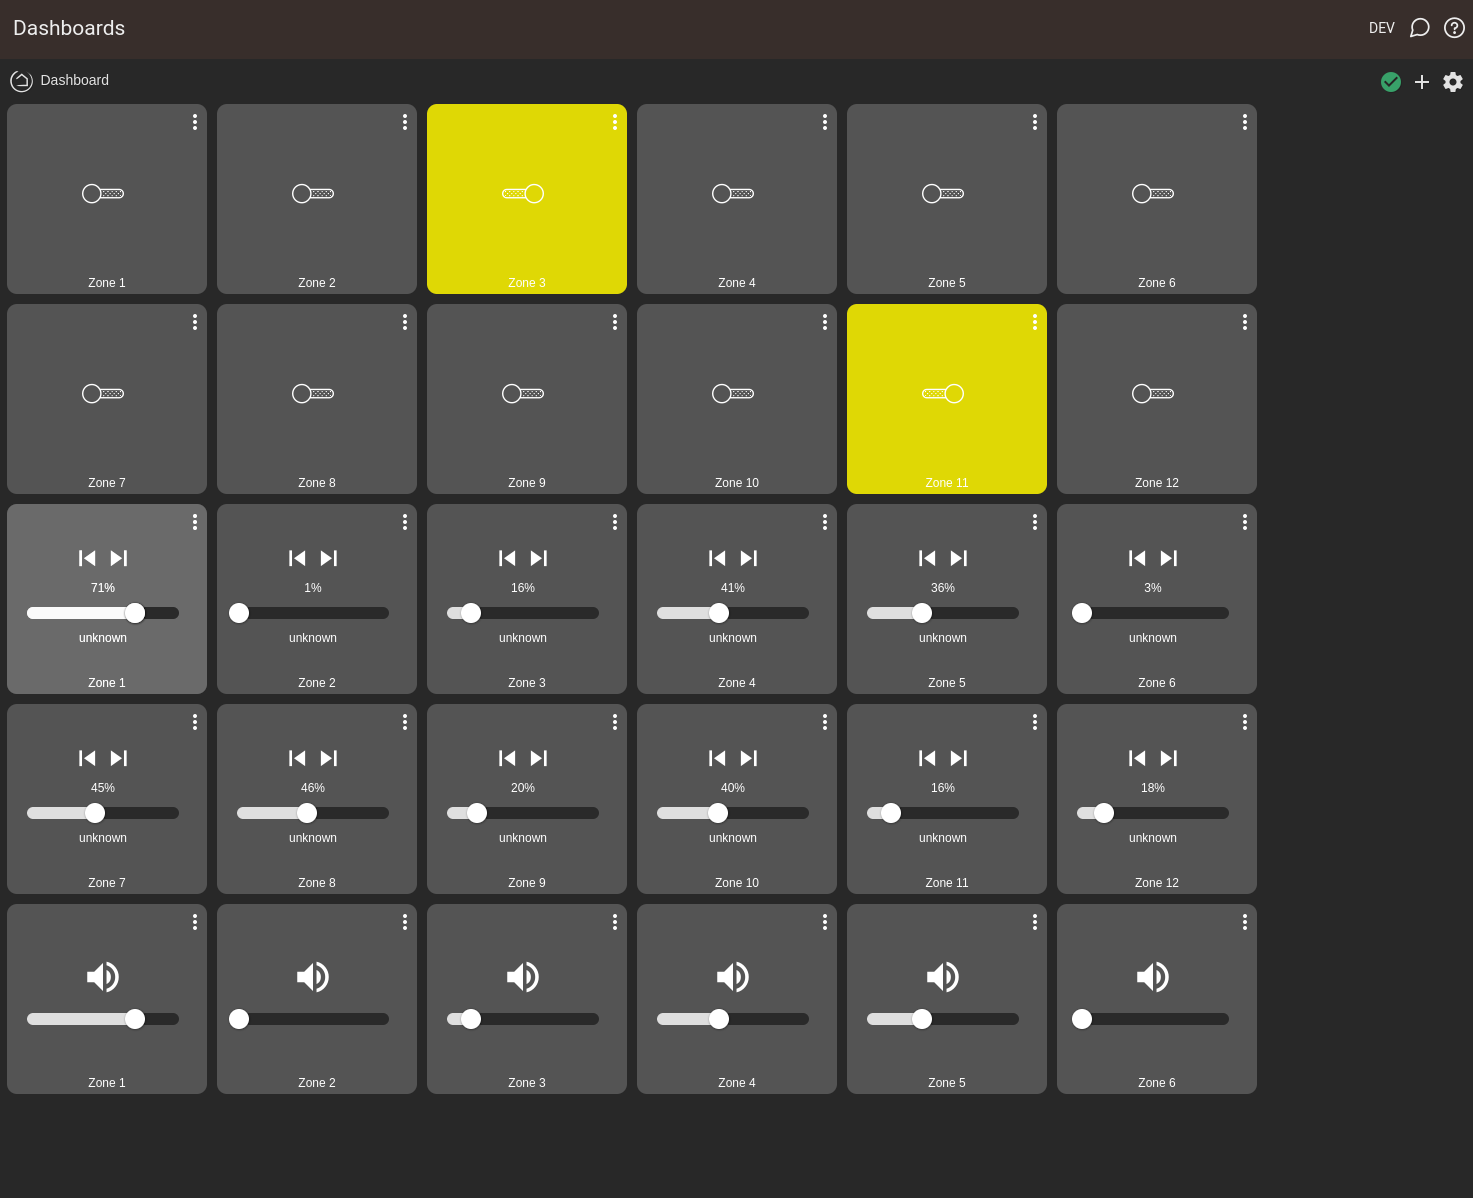 Dashboards
DEV
Dashboard
Zone 1
Zone 2
Zone 3
Zone 4
Zone 5
Zone 6
Zone 7
Zone 8
Zone 9
Zone 10
Zone 11
Zone 12
71%
unknown
Zone 1
1%
unknown
Zone 2
16%
unknown
Zone 3
41%
unknown
Zone 4
36%
unknown
Zone 5
3%
unknown
Zone 6
45%
unknown
Zone 7
46%
unknown
Zone 8
20%
unknown
Zone 9
40%
unknown
Zone 10
16%
unknown
Zone 11
18%
unknown
Zone 12
Zone 1
Zone 2
Zone 3
Zone 4
Zone 5
Zone 6